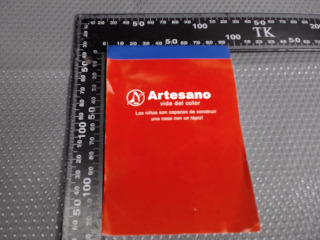 TK
Artesano
vida del color
Los niños son capaces de construir
una casa con un lápiz!